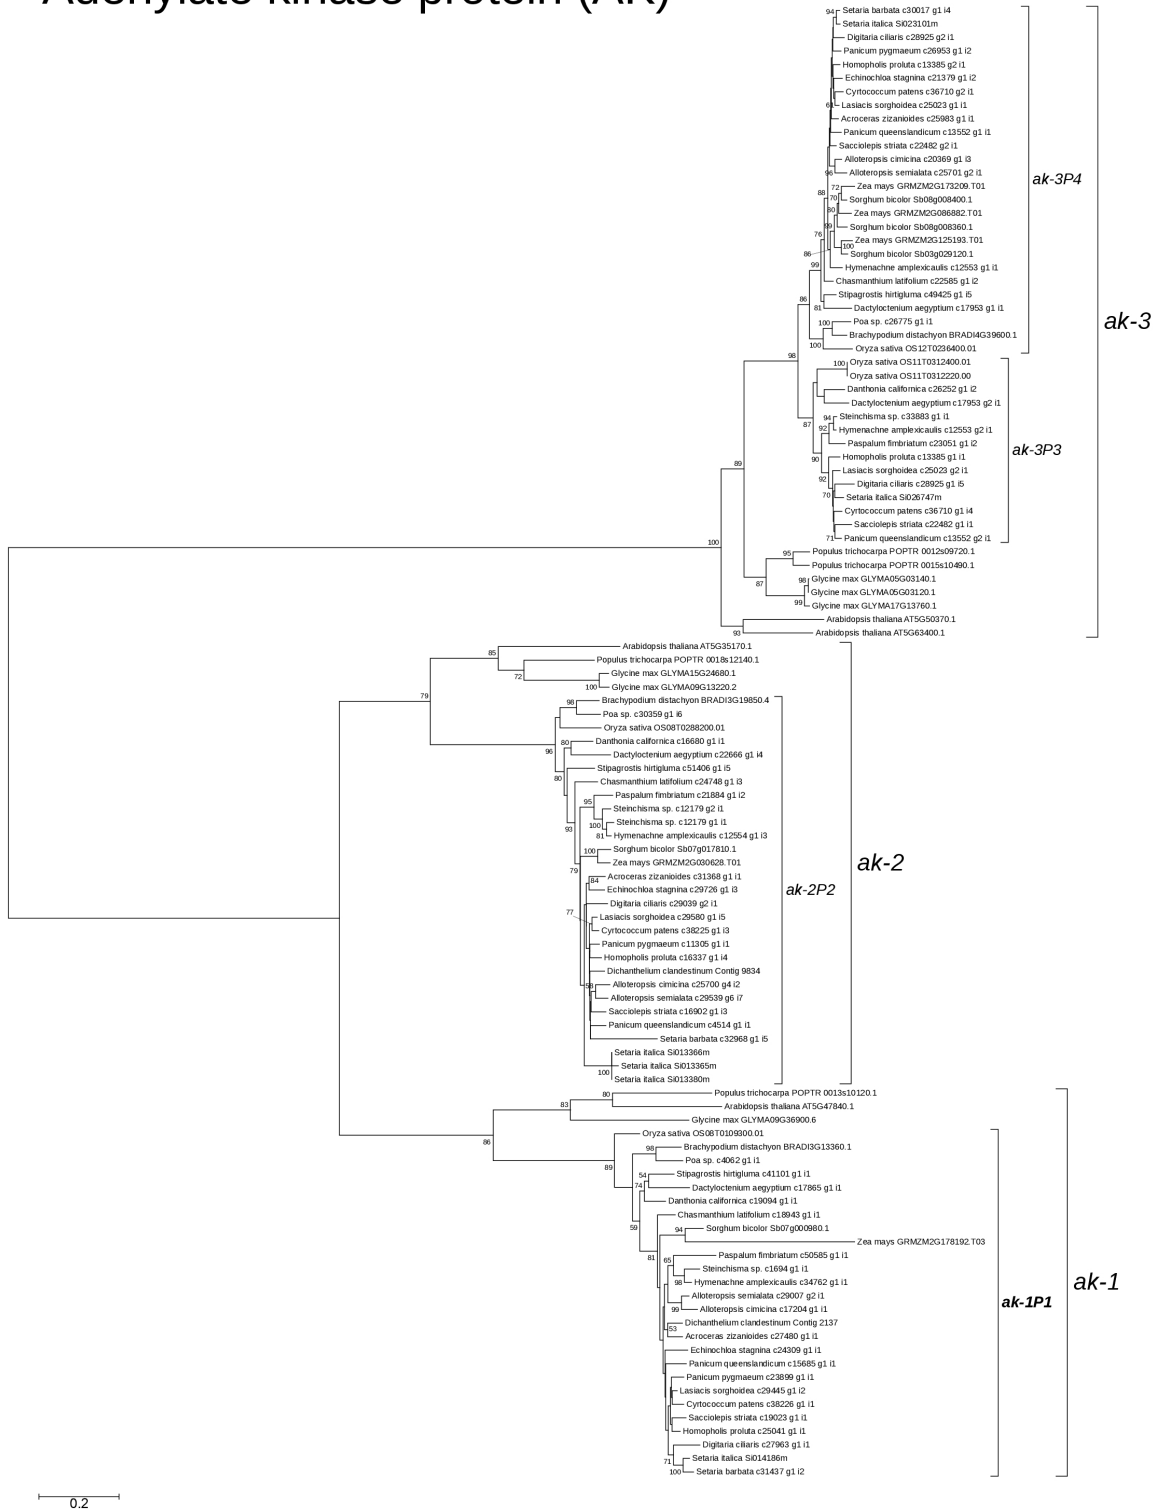 Adenylate kinase protein (AK)
94 Setaria barbata c30017 g1 i4
Setaria italica Si023101m
Digitaria ciliaris c28925 g2 i1
Panicum pygmaeum c26953 g1 i2
Homopholis proluta c13385 g2 i1
Echinochloa stagnina c21379 g1 i2
Cyrtococcum patens c36710 g2 i1
Lasiacis sorghoidea c25023 g1 i1
Acroceras zizanioides c25983 g1 i1
Panicum queenslandicum c13552 g1 i1
Sacciolepis striata c22482 g2 i1
Alloteropsis cimicina c20369 g1 i3
96 Alloteropsis semialata c25701 g2 i1
ak-3P4
72 Zea mays GRMZM2G173209.T01
88 70 Sorghum bicolor Sb08g008400.1
80 Zea mays GRMZM2G086882.T01
Sorghum bicolor Sb08g008360.1
76 Zea mays GRMZM2G125193.T01
100
86 Sorghum bicolor Sb03g029120.1
99 Hymenachne amplexicaulis c12553 g1 i1
Chasmanthium latifolium c22585 g1 i2
86 Stipagrostis hirtigluma c49425 g1 i5
81 Dactyloctenium aegyptium c17953 g1 i1
100 Poa sp. c26775 g1 i1
ak-3
Brachypodium distachyon BRADI4G39600.1
100 Oryza sativa OS12T0236400.01
98 100 Oryza sativa OS11T0312400.01
Oryza sativa OS11T0312220.00
Danthonia californica c26252 g1 i2
Dactyloctenium aegyptium c17953 g2 i1
94 Steinchisma sp. c33883 g1 i1
87 92 Hymenachne amplexicaulis c12553 g2 i1
Paspalum fimbriatum c23051 g1 i2
ak-3P3
90 Homopholis proluta c13385 g1 i1
89 Lasiacis sorghoidea c25023 g2 i1
92 Digitaria ciliaris c28925 g1 i5
70 Setaria italica Si026747m
Cyrtococcum patens c36710 g1 i4
Sacciolepis striata c22482 g1 i1
71 Panicum queenslandicum c13552 g2 i1
100
95 Populus trichocarpa POPTR 0012s09720.1
Populus trichocarpa POPTR 0015s10490.1
87 98 Glycine max GLYMA05G03140.1
Glycine max GLYMA05G03120.1
99 Glycine max GLYMA17G13760.1
Arabidopsis thaliana AT5G50370.1
93 Arabidopsis thaliana AT5G63400.1
85 Arabidopsis thaliana AT5G35170.1
Populus trichocarpa POPTR 0018s12140.1
72 Glycine max GLYMA15G24680.1
100 Glycine max GLYMA09G13220.2
79
98 Brachypodium distachyon BRADI3G19850.4
Poa sp. c30359 g1 i6
Oryza sativa OS08T0288200.01
96 80 Danthonia californica c16680 g1 i1
Dactyloctenium aegyptium c22666 g1 i4
80 Stipagrostis hirtigluma c51406 g1 i5
Chasmanthium latifolium c24748 g1 i3
95 Paspalum fimbriatum c21884 g1 i2
Steinchisma sp. c12179 g2 i1
93 100 Steinchisma sp. c12179 g1 i1
81 Hymenachne amplexicaulis c12554 g1 i3
100 Sorghum bicolor Sb07g017810.1
Zea mays GRMZM2G030628.T01
ak-2
79 84 Acroceras zizanioides c31368 g1 i1
Echinochloa stagnina c29726 g1 i3
ak-2P2
Digitaria ciliaris c29039 g2 i1
77 Lasiacis sorghoidea c29580 g1 i5
Cyrtococcum patens c38225 g1 i3
Panicum pygmaeum c11305 g1 i1
Homopholis proluta c16337 g1 i4
Dichanthelium clandestinum Contig 9834
Alloteropsis cimicina c25700 g4 i2
Alloteropsis semialata c29539 g6 i7
Sacciolepis striata c16902 g1 i3
Panicum queenslandicum c4514 g1 i1
Setaria barbata c32968 g1 i5
Setaria italica Si013366m
Setaria italica Si013365m
100 Setaria italica Si013380m
80 Populus trichocarpa POPTR 0013s10120.1
83 Arabidopsis thaliana AT5G47840.1
Glycine max GLYMA09G36900.6
86
Oryza sativa OS08T0109300.01
98 Brachypodium distachyon BRADI3G13360.1
89 Poa sp. c4062 g1 i1
54 Stipagrostis hirtigluma c41101 g1 i1
74 Dactyloctenium aegyptium c17865 g1 i1
Danthonia californica c19094 g1 i1
59 Chasmanthium latifolium c18943 g1 i1
94 Sorghum bicolor Sb07g000980.1
Zea mays GRMZM2G178192.T03
81 65 Paspalum fimbriatum c50585 g1 i1
Steinchisma sp. c1694 g1 i1
98 Hymenachne amplexicaulis c34762 g1 i1
ak-1
Alloteropsis semialata c29007 g2 i1
ak-1P1
99 Alloteropsis cimicina c17204 g1 i1
Dichanthelium clandestinum Contig 2137
53
Acroceras zizanioides c27480 g1 i1
Echinochloa stagnina c24309 g1 i1
Panicum queenslandicum c15685 g1 i1
Panicum pygmaeum c23899 g1 i1
Lasiacis sorghoidea c29445 g1 i2
Cyrtococcum patens c38226 g1 i1
Sacciolepis striata c19023 g1 i1
Homopholis proluta c25041 g1 i1
Digitaria ciliaris c27963 g1 i1
71 Setaria italica Si014186m
100 Setaria barbata c31437 g1 i2
0.2